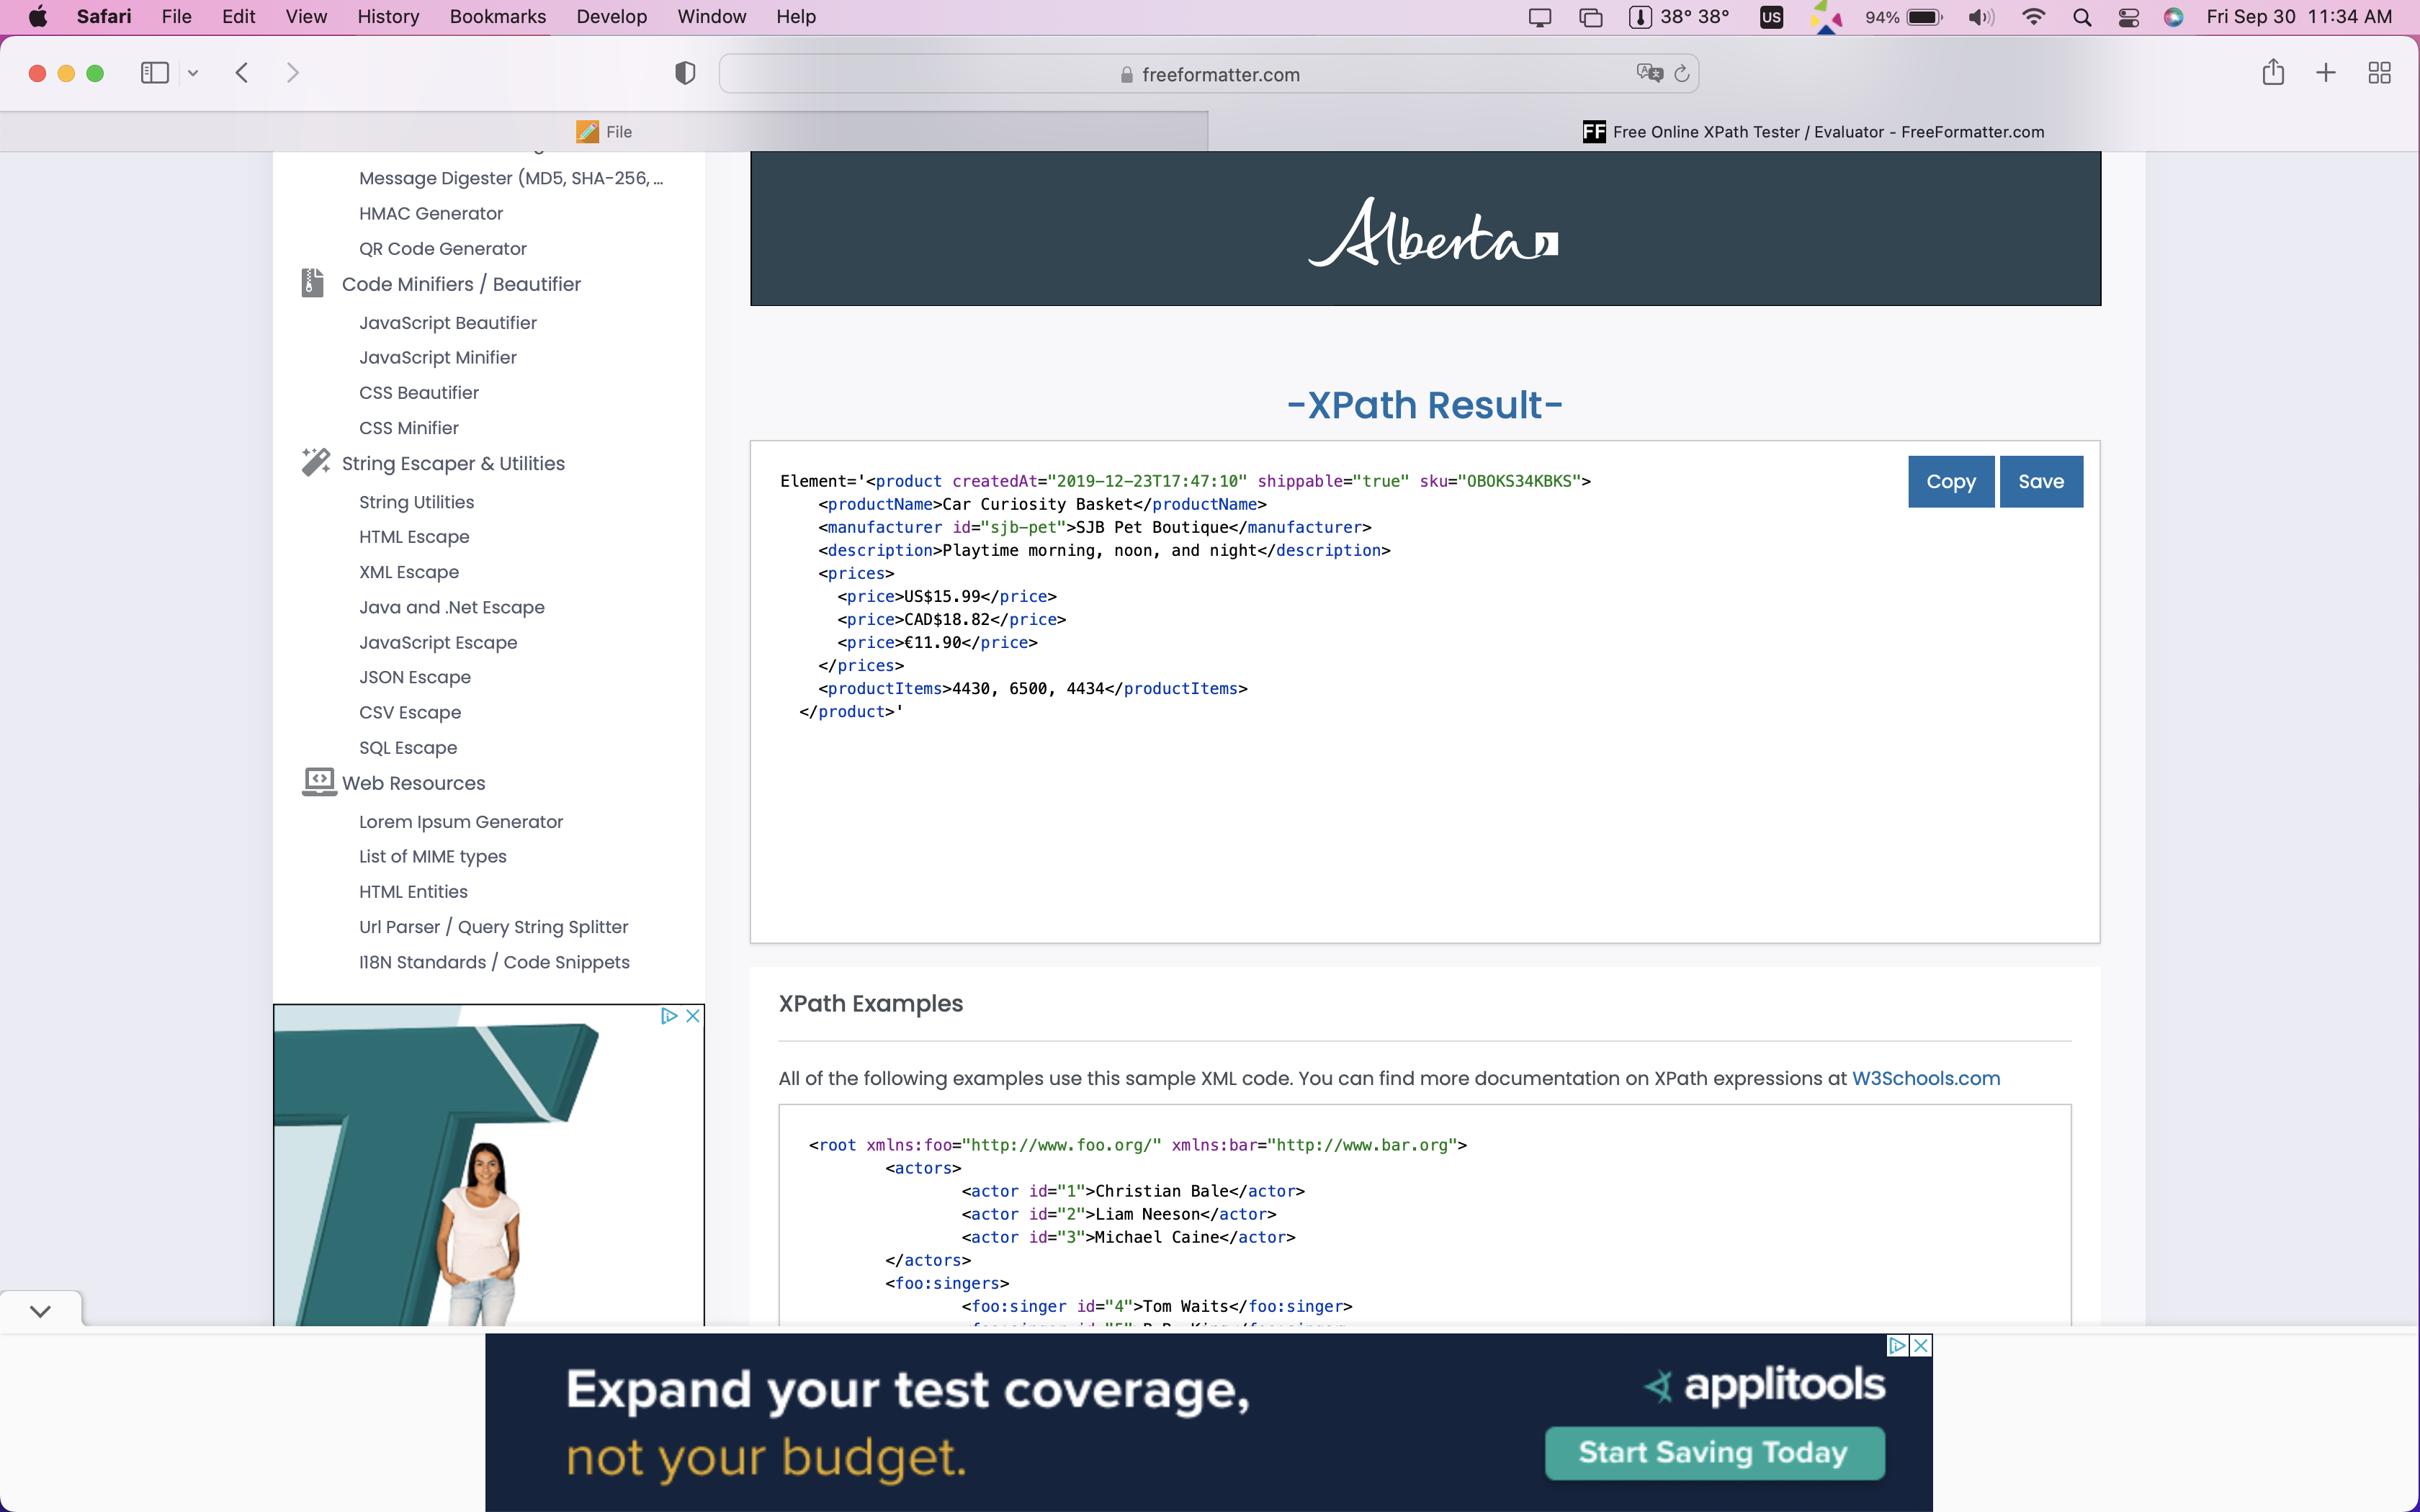 Safari File Edit View History Bookmarks Develop Window Help 38° 38° US 94% Fri Sep 30 11:34 AM
freeformatter.com
File
FF Free Online XPath Tester / Evaluator - FreeFormatter.com
Message Digester (MD5, SHA-256, ...
HMAC Generator
QR Code Generator
Code Minifiers / Beautifier
JavaScript Beautifier
JavaScript Minifier
CSS Beautifier
CSS Minifier
String Escaper & Utilities
String Utilities
HTML Escape
XML Escape
Java and .Net Escape
JavaScript Escape
JSON Escape
CSV Escape
SQL Escape
Web Resources
Lorem Ipsum Generator
List of MIME types
HTML Entities
Url Parser / Query String Splitter
I18N Standards / Code Snippets
Alberta
-XPath Result-
Copy Save
Element='<product createdAt="2019-12-23T17:47:10" shippable="true" sku="OBOKS34KBKS">
<productName>Car Curiosity Basket</productName>
<manufacturer id="sjb-pet">SJB Pet Boutique</manufacturer>
<description>Playtime morning, noon, and night</description>
<prices>
<price>US$15.99</price>
<price>CAD$18.82</price>
<price>€11.90</price>
</prices>
<productItems>4430, 6500, 4434</productItems>
</product>'
XPath Examples
All of the following examples use this sample XML code. You can find more documentation on XPath expressions at W3Schools.com
<root xmlns:foo="http://www.foo.org/" xmlns:bar="http://www.bar.org">
<actors>
<actor id="1">Christian Bale</actor>
<actor id="2">Liam Neeson</actor>
<actor id="3">Michael Caine</actor>
</actors>
<foo:singers>
<foo:singer id="4">Tom Waits</foo:singer>
Expand your test coverage,
not your budget.
applitools
Start Saving Today